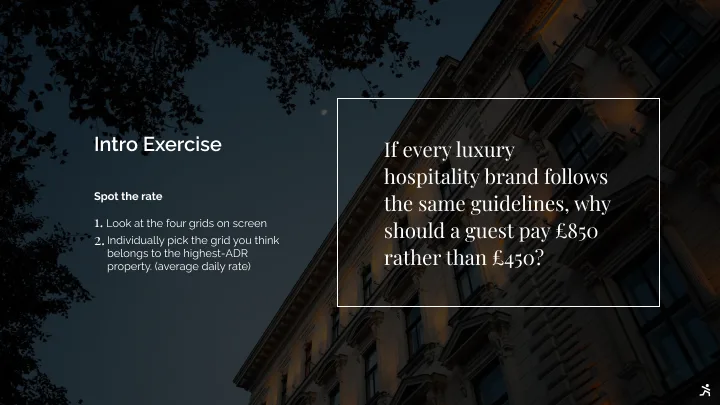 Intro Exercise
Spot the rate
1. Look at the four grids on screen
2. Individually pick the grid you think
belongs to the highest-ADR
property. (average daily rate)
If every luxury
hospitality brand follows
the same guidelines, why
should a guest pay £850
rather than £450?